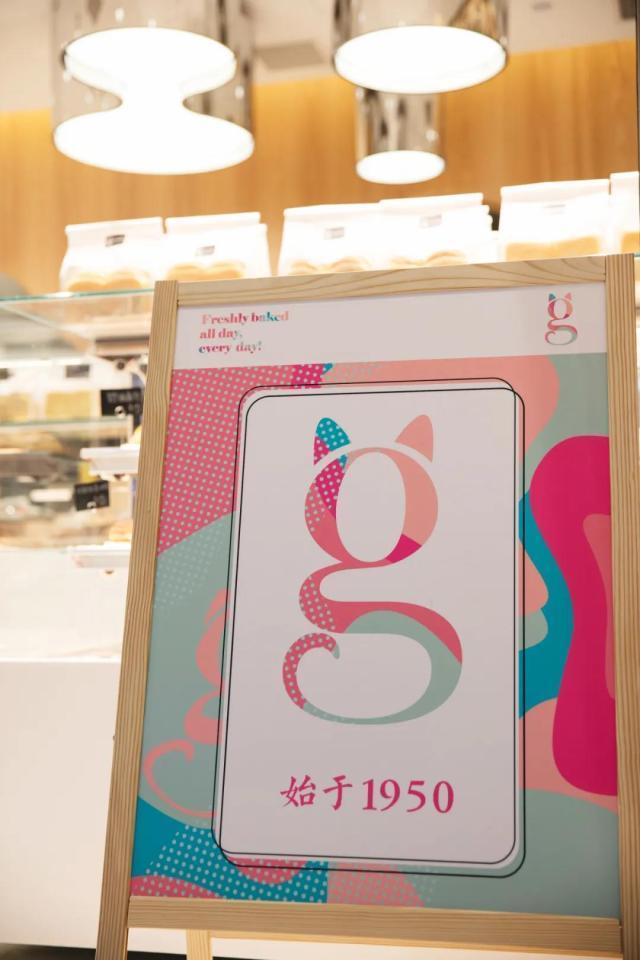 Freshly baked
all day,
every day!
g
g
始于1950